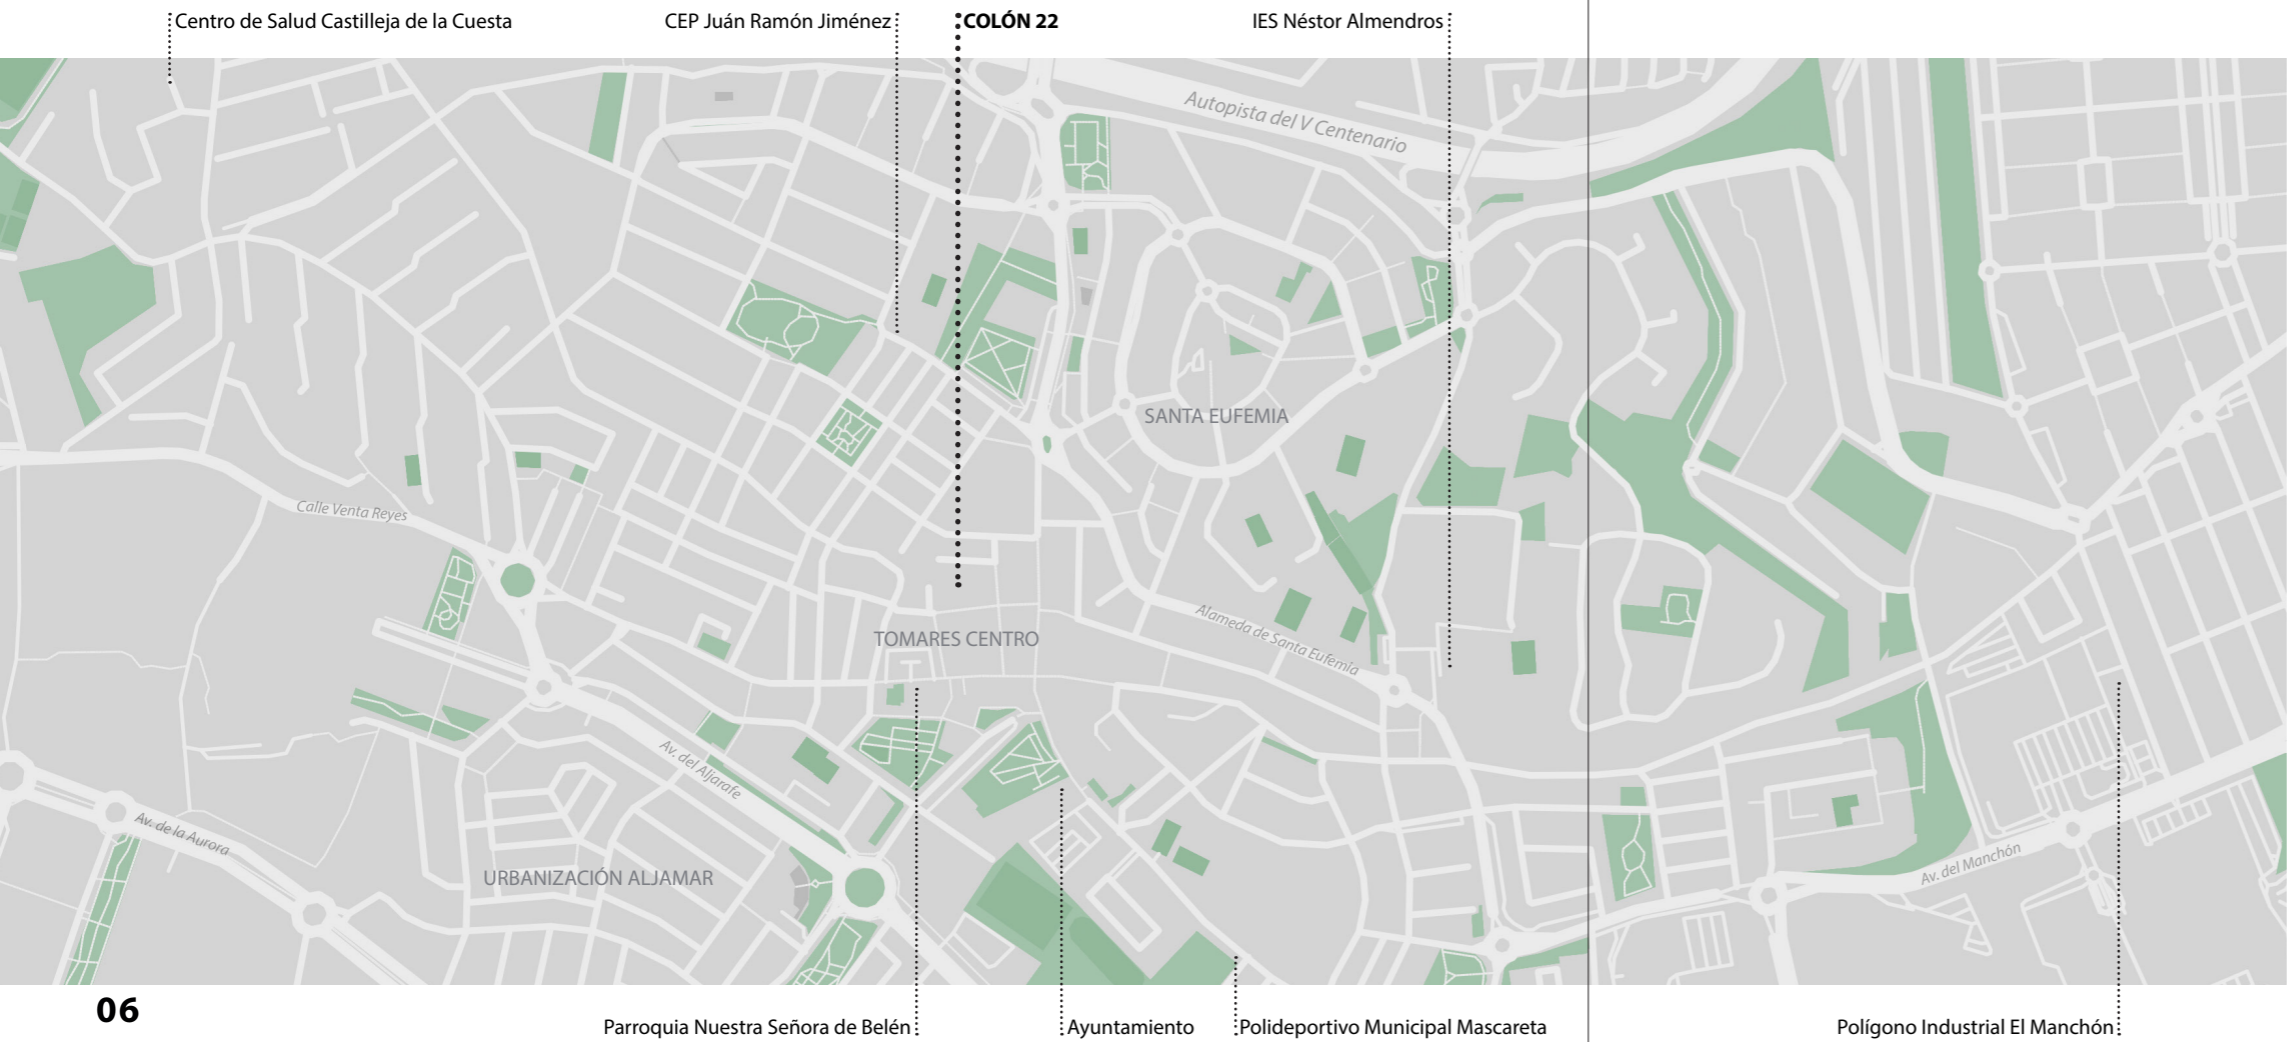 Centro de Salud Castilleja de la Cuesta
CEP Juán Ramón Jiménez
COLÓN 22
IES Néstor Almendros
Autopista del V Centenario
SANTA EUFEMIA
Calle Venta Reyes
Alameda de Santa Eufemia
TOMARES CENTRO
Av. del Aljarafe
Av. de la Aurora
URBANIZACIÓN ALJAMAR
Av. del Manchón
06
Parroquia Nuestra Señora de Belén
Ayuntamiento
Polideportivo Municipal Mascareta
Polígono Industrial El Manchón